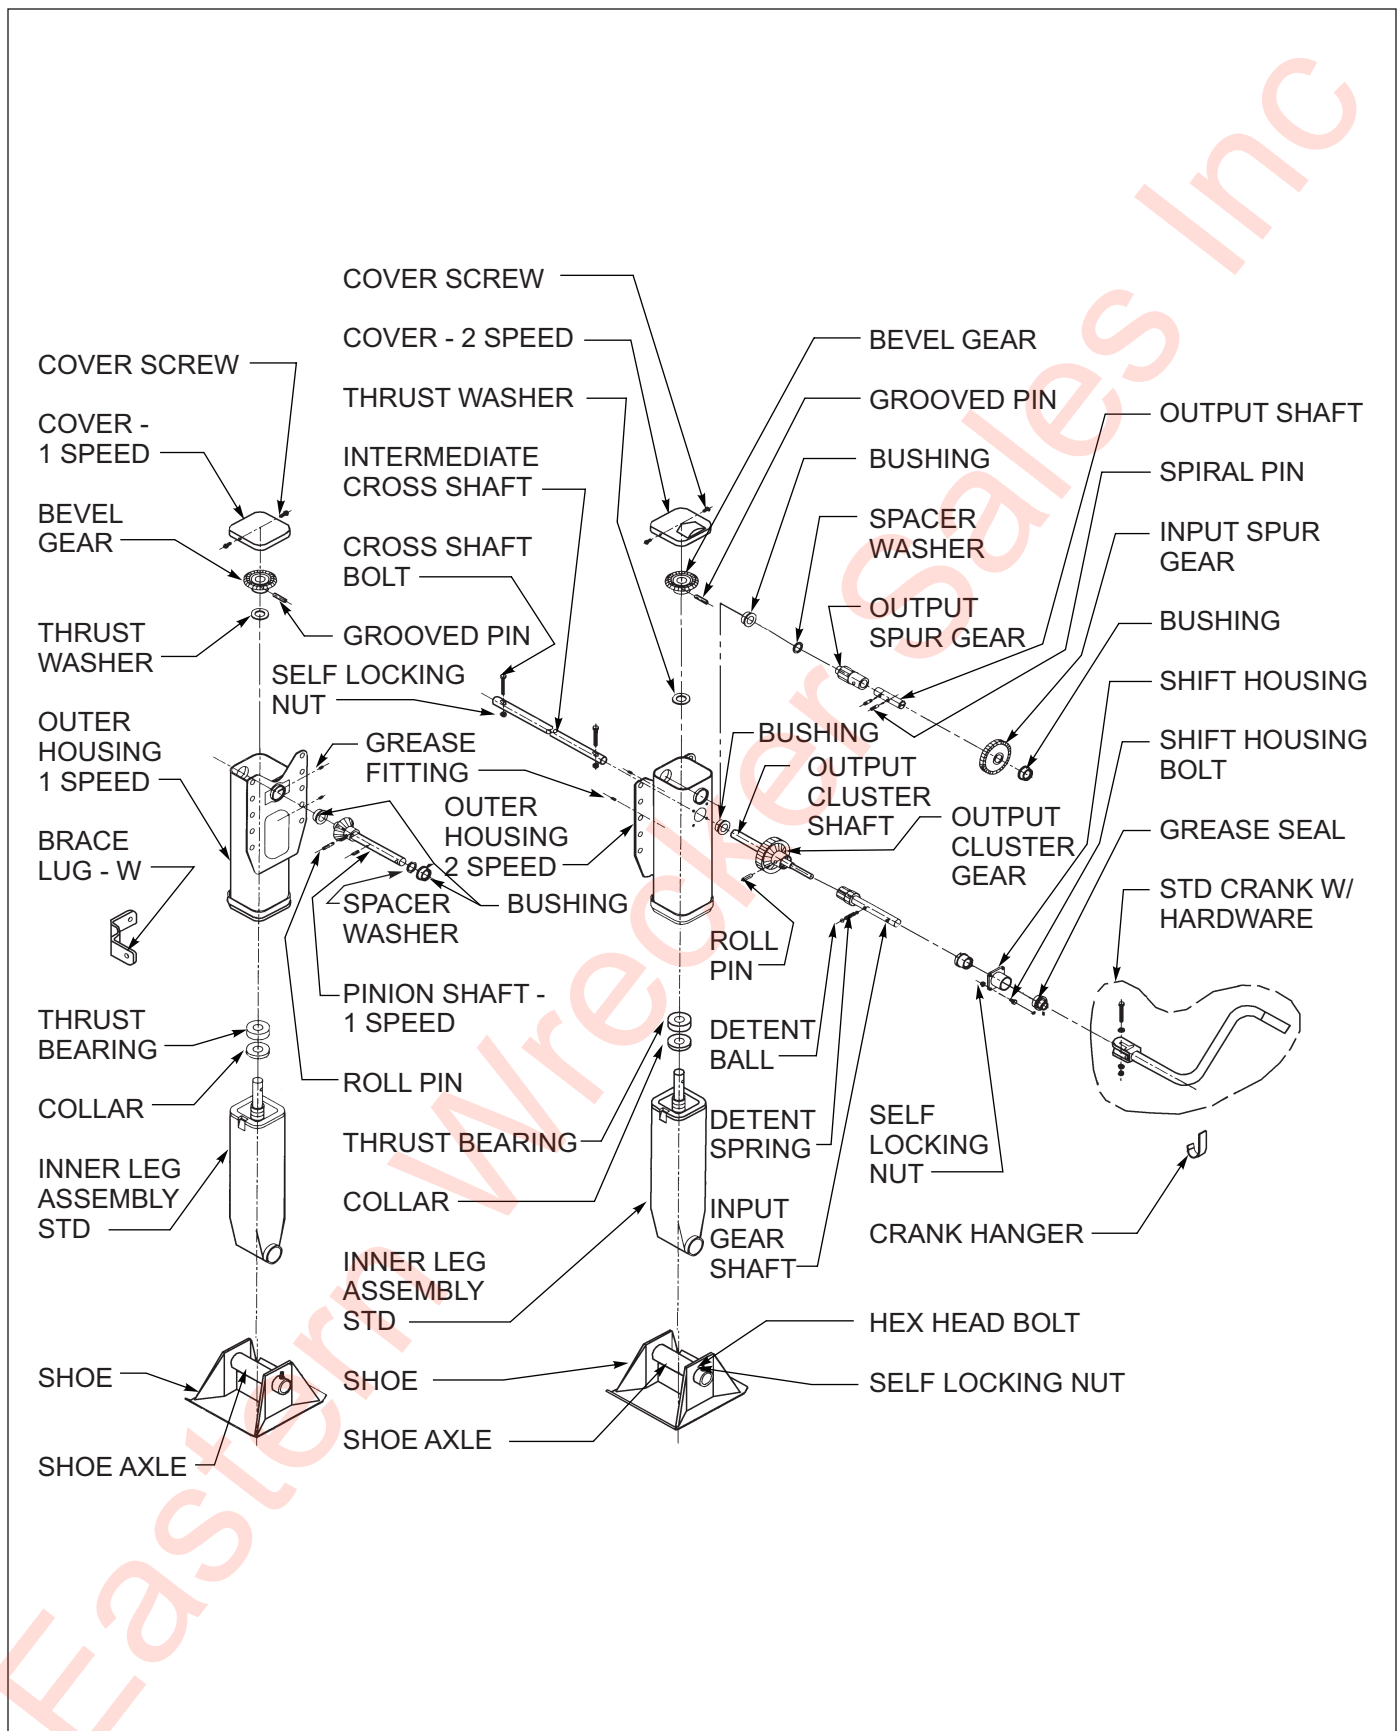 COVER SCREW
COVER -
1 SPEED
BEVEL
GEAR
THRUST
WASHER
OUTER
HOUSING
1 SPEED
BRACE
LUG - W
THRUST
BEARING
COLLAR
INNER LEG
ASSEMBLY
STD
SHOE
SHOE AXLE
COVER SCREW
COVER - 2 SPEED
THRUST WASHER
INTERMEDIATE
CROSS SHAFT
CROSS SHAFT
BOLT
GROOVED PIN
SELF LOCKING
NUT
GREASE
FITTING
OUTER
HOUSING
2 SPEED
SPACER
WASHER
BUSHING
PINION SHAFT -
1 SPEED
ROLL PIN
THRUST BEARING
COLLAR
INNER LEG
ASSEMBLY
STD
SHOE
SHOE AXLE
BEVEL GEAR
GROOVED PIN
BUSHING
SPACER
WASHER
OUTPUT
SPUR GEAR
BUSHING
OUTPUT
CLUSTER
SHAFT
OUTPUT
CLUSTER
GEAR
ROLL
PIN
DETENT
BALL
DETENT
SPRING
INPUT
GEAR
SHAFT
SELF
LOCKING
NUT
CRANK HANGER
HEX HEAD BOLT
SELF LOCKING NUT
OUTPUT SHAFT
SPIRAL PIN
INPUT SPUR
GEAR
BUSHING
SHIFT HOUSING
SHIFT HOUSING
BOLT
GREASE SEAL
STD CRANK W/
HARDWARE
Eastern Wrecker Sales Inc